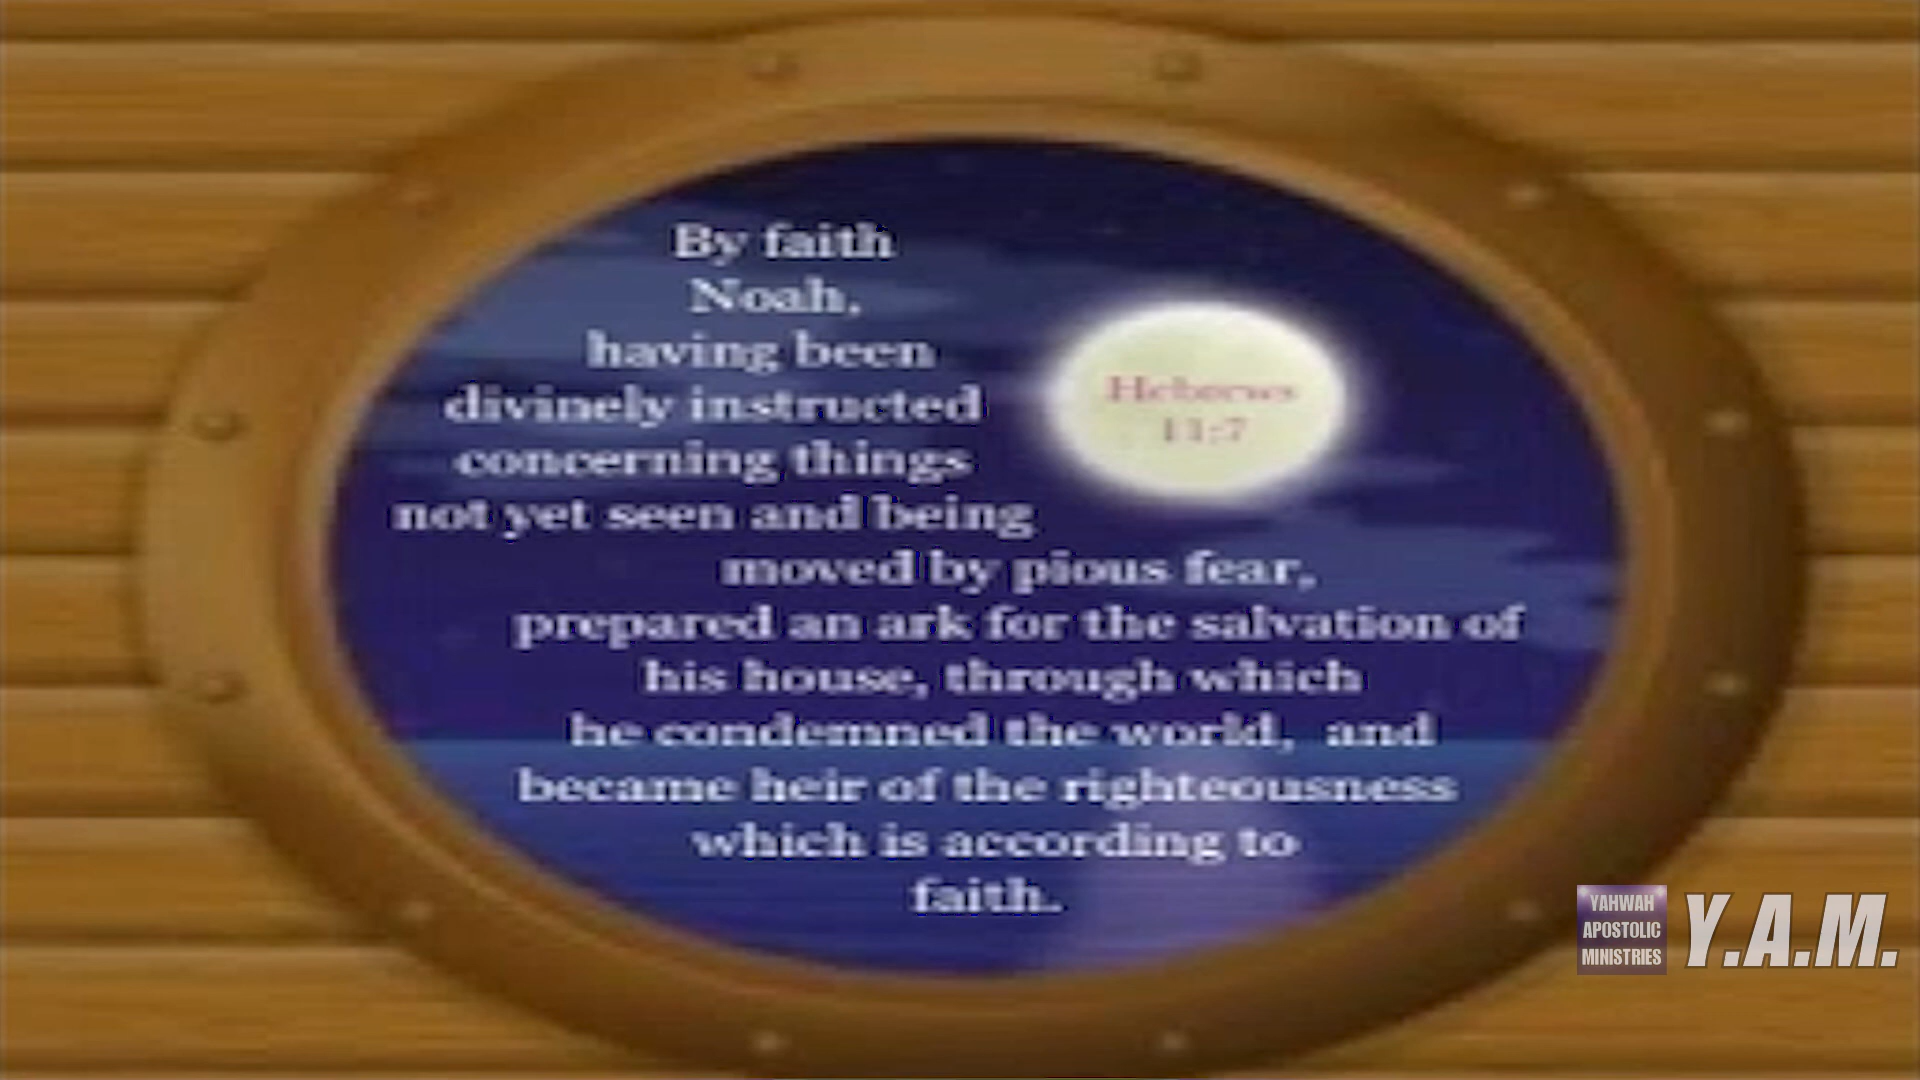 By faith
Noah,
having been
divinely instructed
concerning things
not yet seen and being
moved by pious fear,
prepared an ark for the salvation of
his house, through which
he condemned the world, and
became heir of the righteousness
which is according to
faith.
Hebrews
11:7
YAHWAH
APOSTOLIC
MINISTRIES
Y.A.M.